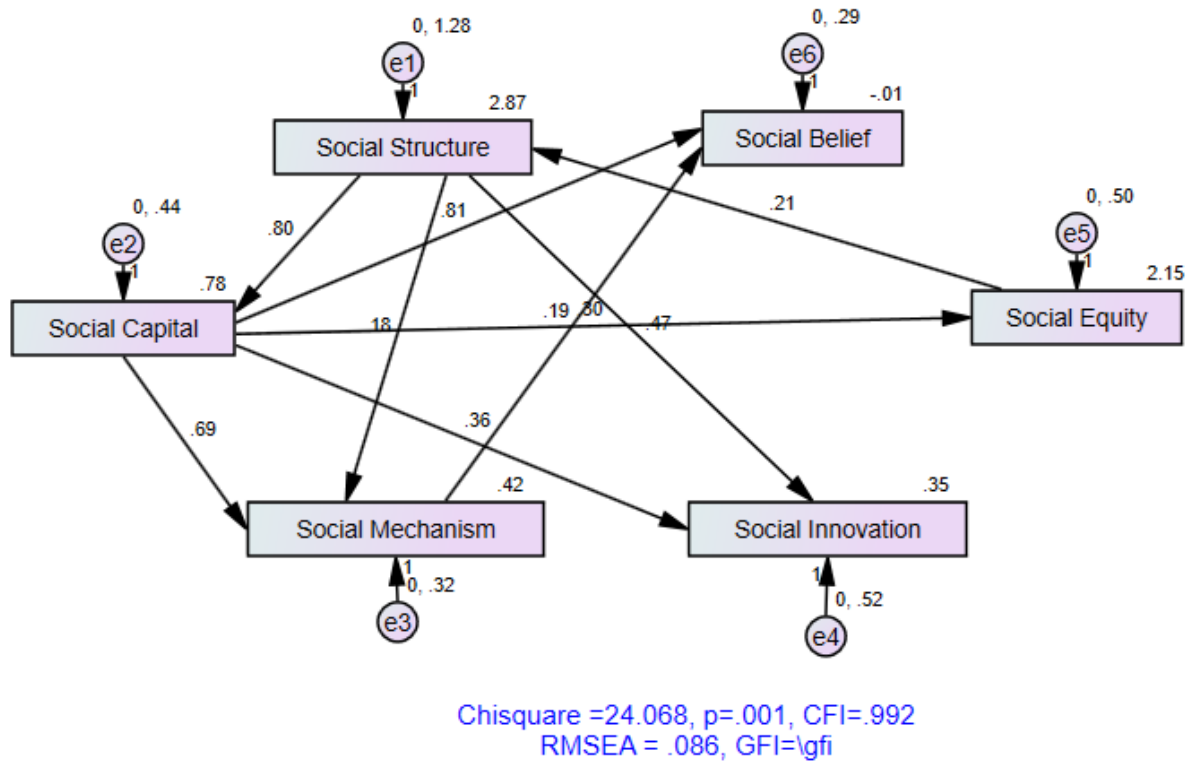 0, 1.28
0, .29
e1
e6
1
1
2.87
-.01
Social Structure
Social Belief
.21
0, .50
0, .44
.81
.80
e2
e5
1
1
.78
2.15
Social Capital
.18
.19
.30
.47
Social Equity
.36
.69
.42
.35
Social Mechanism
Social Innovation
1
0, .32
1
0, .52
e3
e4
Chisquare =24.068, p=.001, CFI=.992
RMSEA = .086, GFI=\gfi